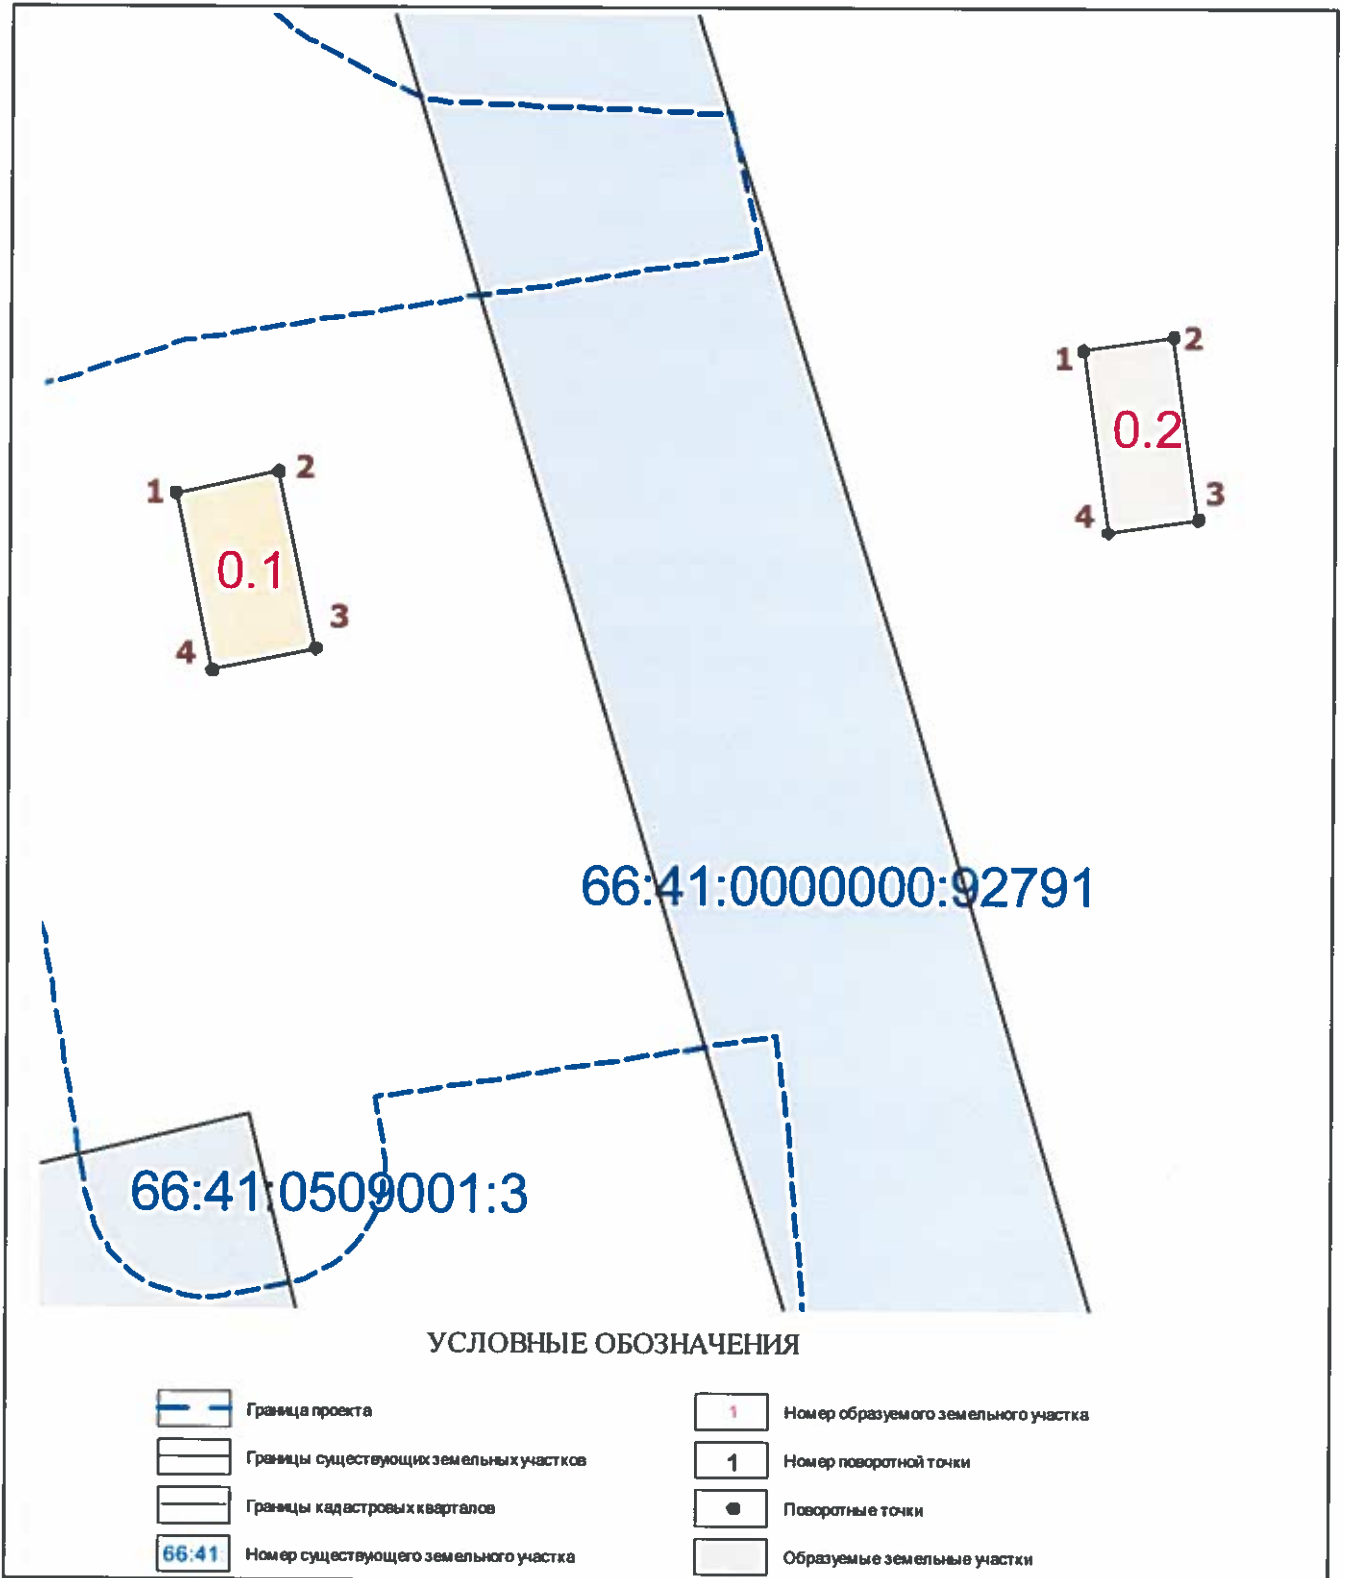 1 2
0.2
4 3
1 2
0.1
3
4
66:41:0000000:92791
66:41:0509001:3
УСЛОВНЫЕ ОБОЗНАЧЕНИЯ
Граница проекта
Границы существующих земельных участков
Границы кадастровых кварталов
66:41 Номер существующего земельного участка
1 Номер образуемого земельного участка
1 Номер поворотной точки
Поворотные точки
Образуемые земельные участки